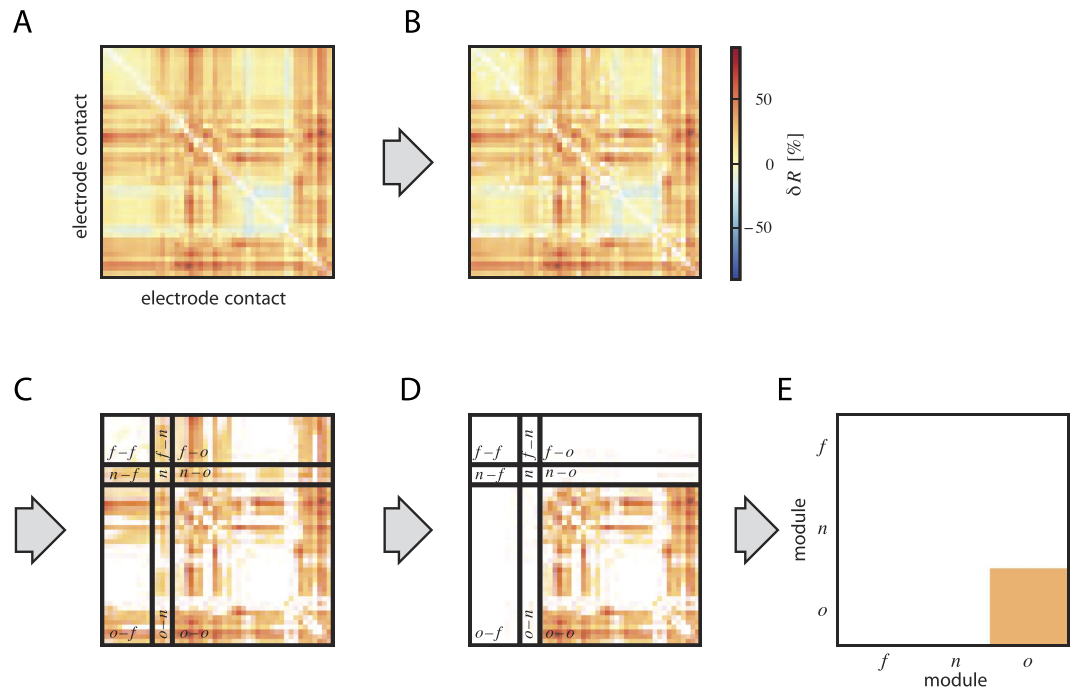 A
B
electrode contact
electrode contact
50
0
−50
δR [%]
C
D
E
f−f
f−n
f−o
n−f
n
n−o
o−f
o−n
o−o
f−f
f−n
f−o
n−f
n
n−o
o−f
o−n
o−o
module
f
n
o
f
n
o
module